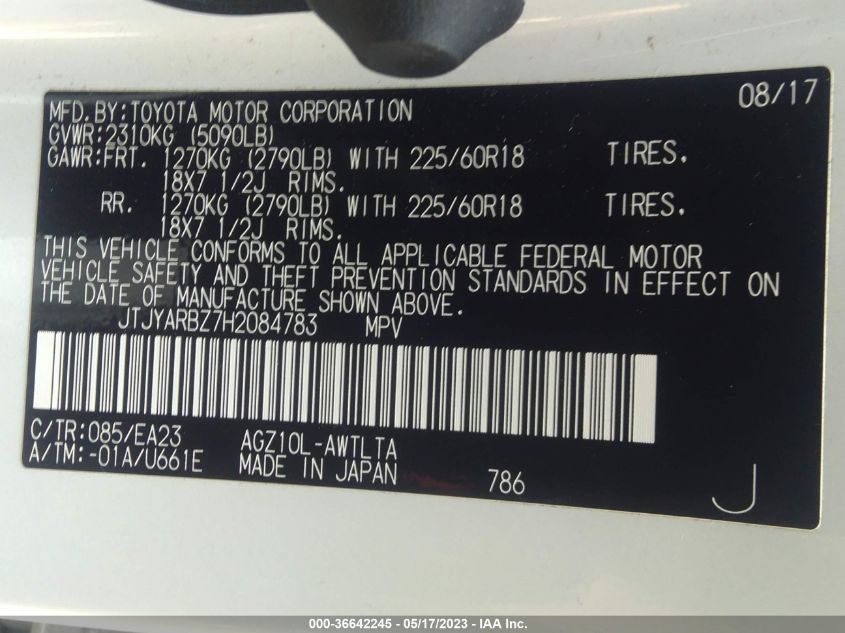 08/17
MFD.BY:TOYOTA MOTOR CORPORATION
GVWR:2310KG (5090LB)
GAWR:FRT. 1270KG (2790LB) WITH 225/60R18 TIRES.
18X7 1/2J RIMS.
RR. 1270KG (2790LB) WITH 225/60R18 TIRES.
18X7 1/2J RIMS.
THIS VEHICLE CONFORMS TO ALL APPLICABLE FEDERAL MOTOR
VEHICLE SAFETY AND THEFT PREVENTION STANDARDS IN EFFECT ON
THE DATE OF MANUFACTURE SHOWN ABOVE.
JTJYARBZ7H2084783 MPV
C/TR:085/EA23 AGZ10L-AWTLTA
A/TM:-01A/U661E MADE IN JAPAN 786
J
000-36642245 - 05/17/2023 - IAA Inc.